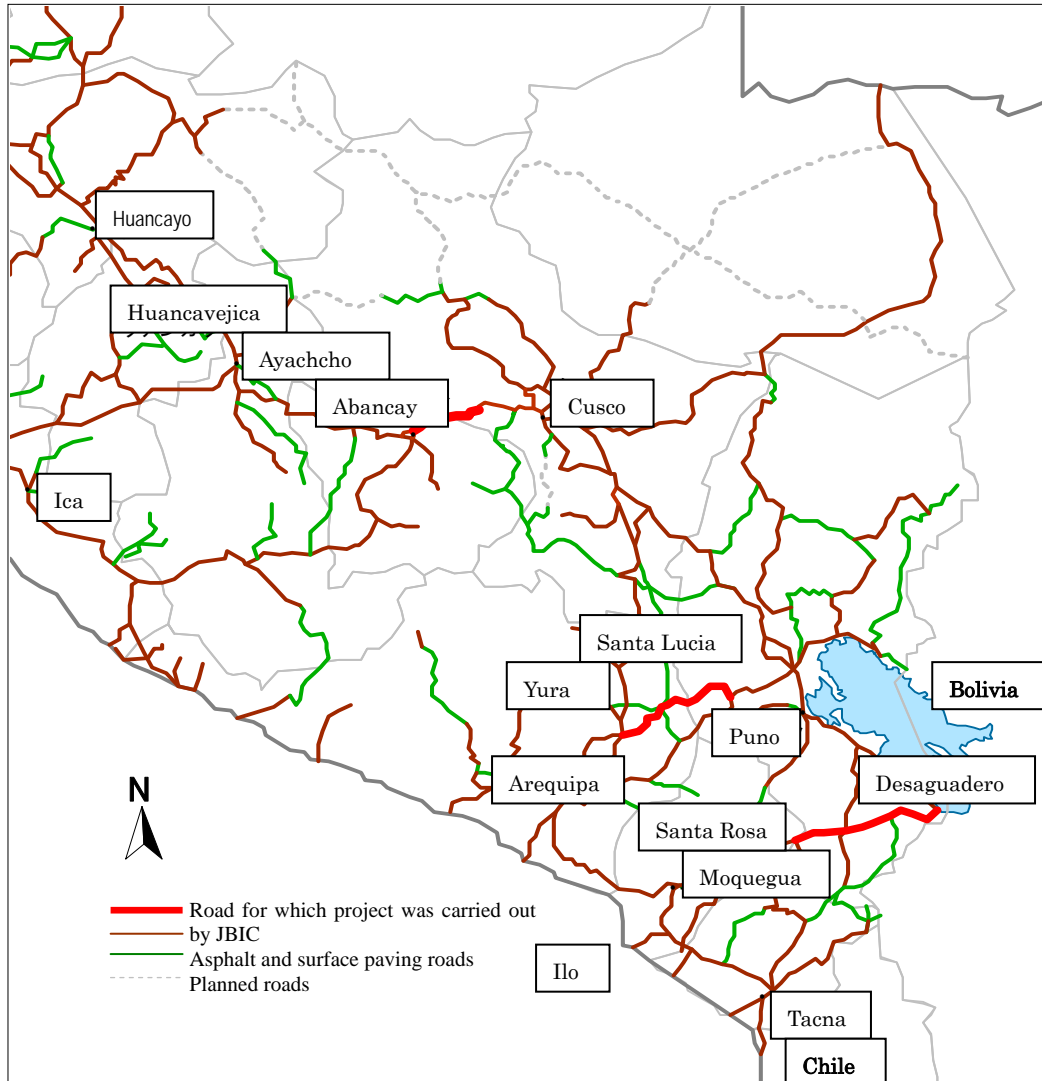 Huancayo
Huancavejica
Ayachcho
Abancay
Cusco
Ica
Santa Lucia
Yura
Bolivia
Puno
Arequipa
Desaguadero
Santa Rosa
Moquegua
N
Road for which project was carried out
by JBIC
Asphalt and surface paving roads
Planned roads
Ilo
Tacna
Chile